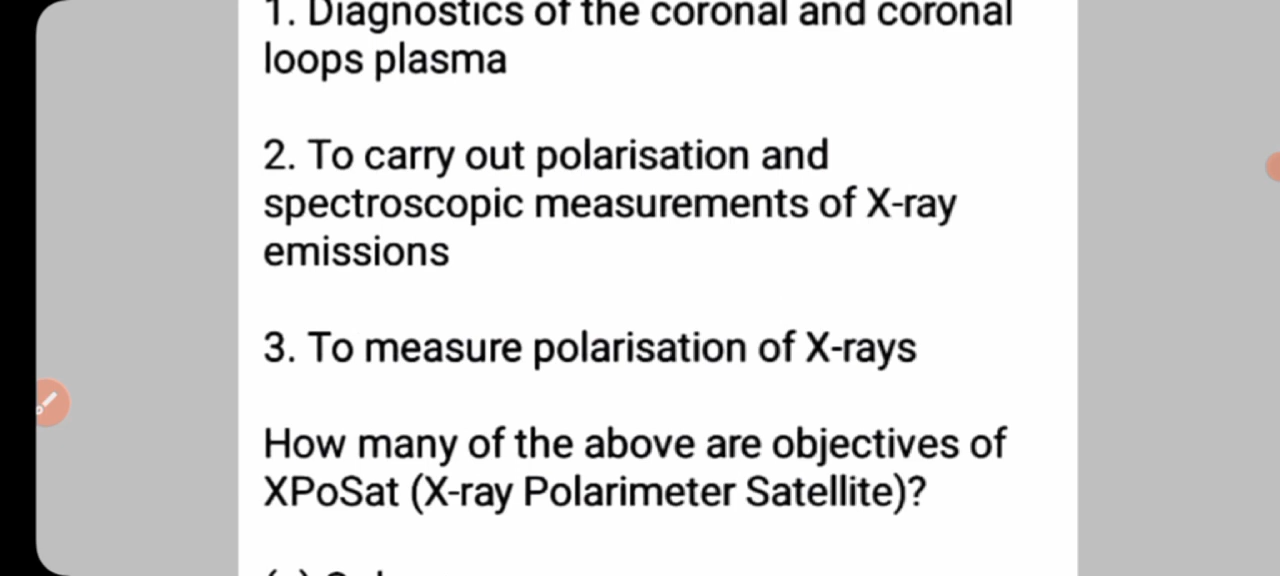 1. Diagnostics of the coronal and coronal
loops plasma
2. To carry out polarisation and
spectroscopic measurements of X-ray
emissions
3. To measure polarisation of X-rays
How many of the above are objectives of
XPoSat (X-ray Polarimeter Satellite)?